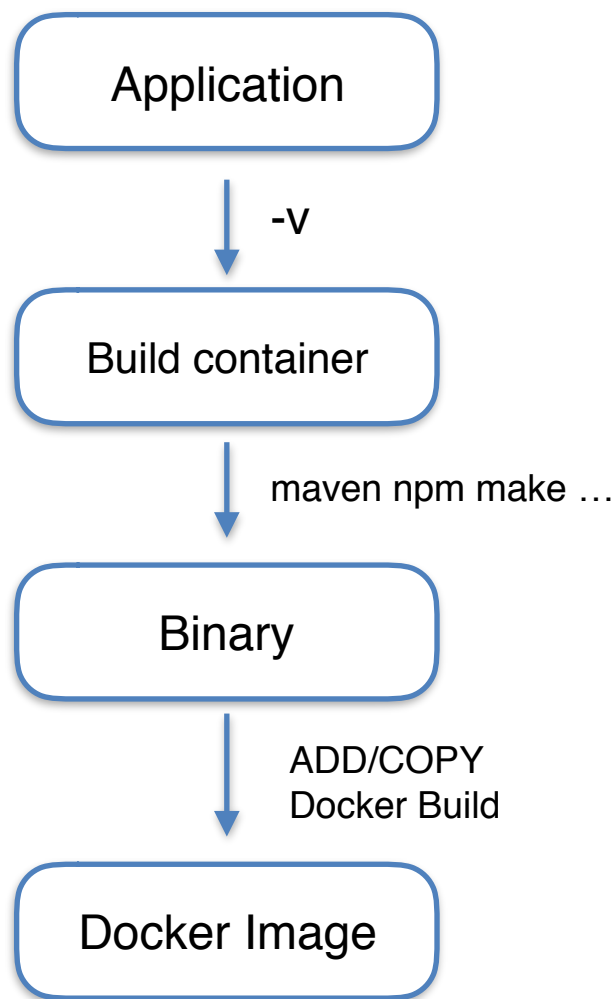 Application
-v
Build container
maven npm make …
Binary
ADD/COPY
Docker Build
Docker Image